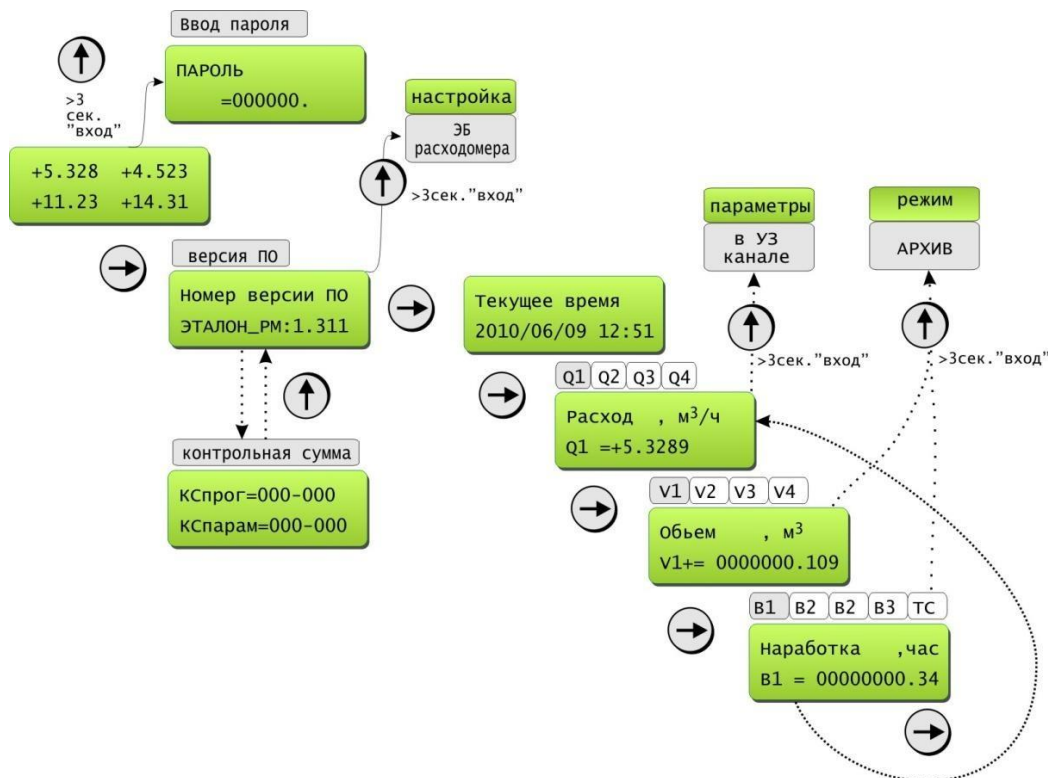 Ввод пароля
ПАРОЛЬ
=000000.
>3
сек.
"вход"
+5.328 +4.523
+11.23 +14.31
настройка
ЭБ
расходомера
>3сек."вход"
версия ПО
Номер версии ПО
ЭТАЛОН_РМ:1.311
контрольная сумма
КСпрог=000-000
КСпарам=000-000
Текущее время
2010/06/09 12:51
параметры
в УЗ
канале
>3сек."вход"
режим
АРХИВ
>3сек."вход"
Q1 Q2 Q3 Q4
Расход , м³/ч
Q1 =+5.3289
V1 V2 V3 V4
Обьем , м³
V1+= 0000000.109
В1 В2 В2 В3 ТС
Наработка ,час
В1 = 00000000.34